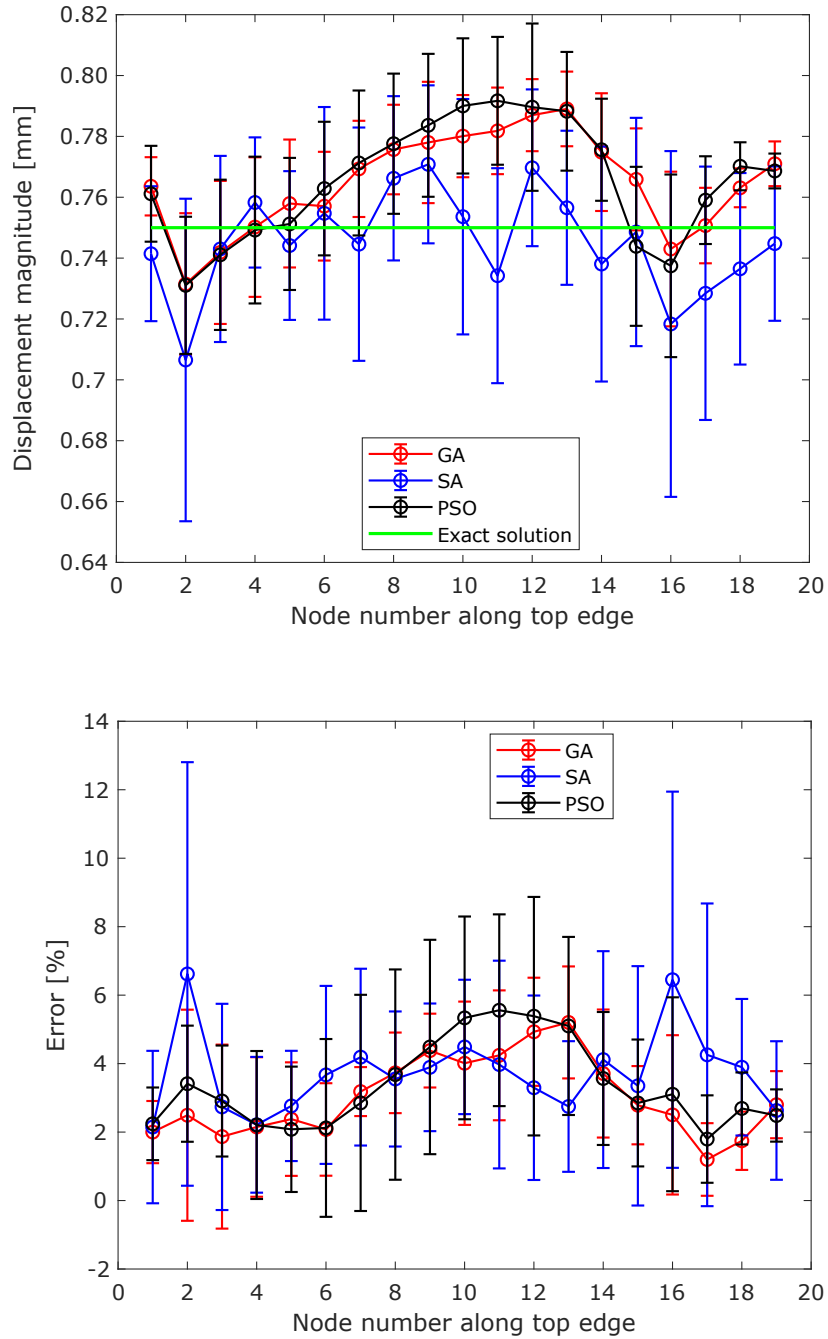 0.82
0.80
0.78
0.76
0.74
0.72
0.7
0.68
0.66
0.64
Displacement magnitude [mm]
GA
SA
PSO
Exact solution
0 2 4 6 8 10 12 14 16 18 20
Node number along top edge
14
12
10
8
6
4
2
0
-2
Error [%]
GA
SA
PSO
0 2 4 6 8 10 12 14 16 18 20
Node number along top edge